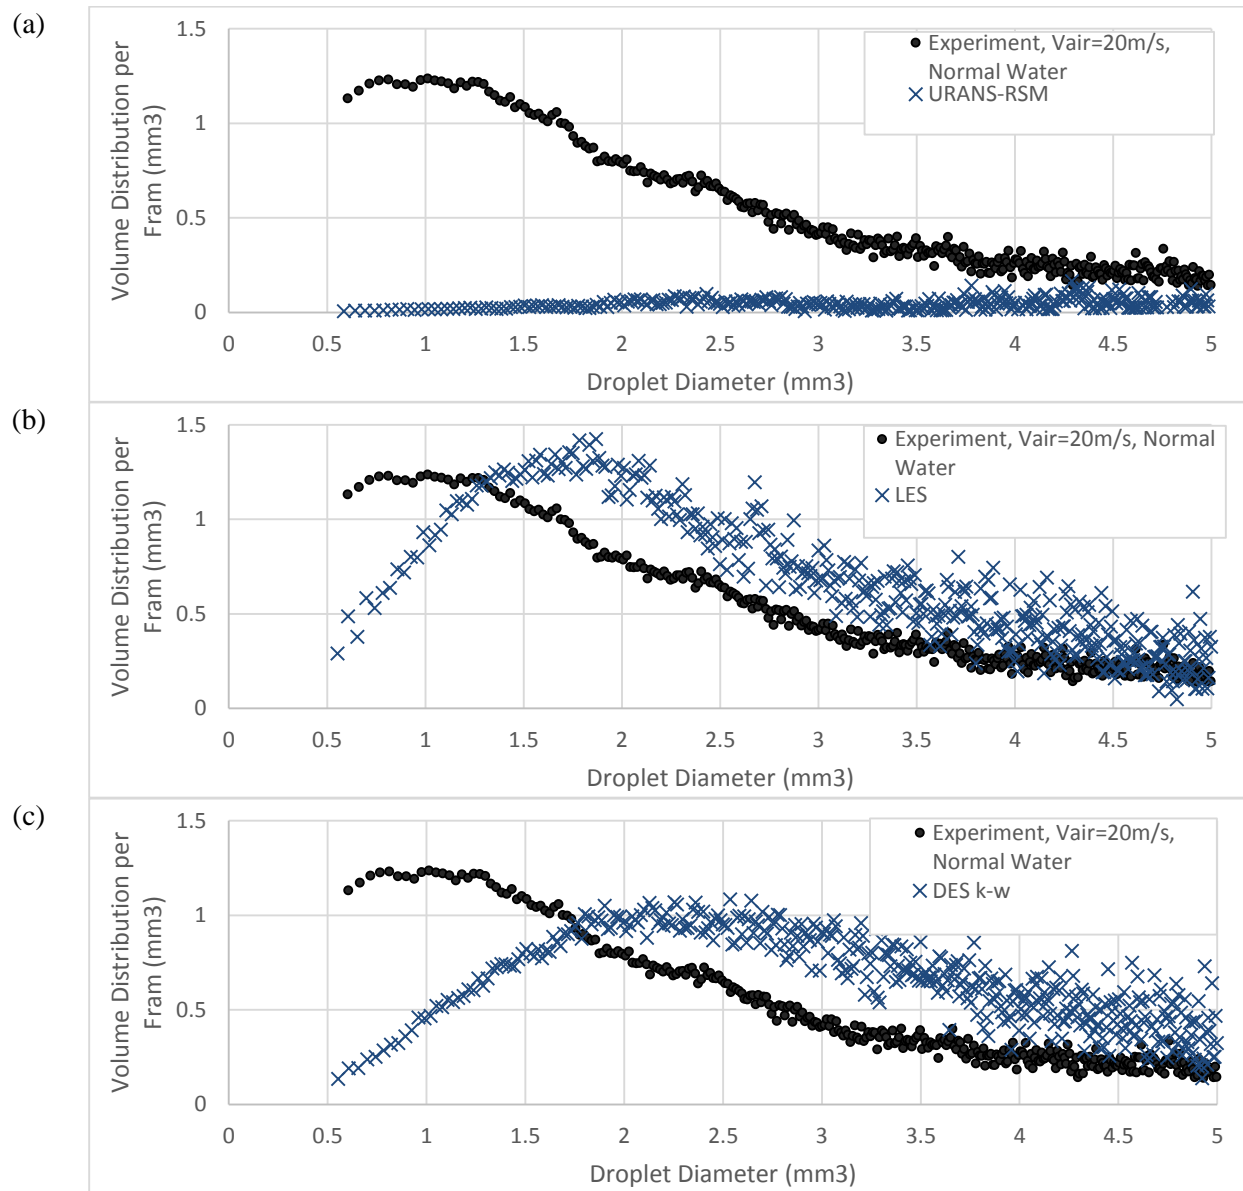 (a)
1.5
1
0.5
0
Volume Distribution per
Fram (mm3)
Experiment, Vair=20m/s,
Normal Water
URANS-RSM
0 0.5 1 1.5 2 2.5 3 3.5 4 4.5 5
Droplet Diameter (mm3)
(b)
1.5
1
0.5
0
Volume Distribution per
Fram (mm3)
Experiment, Vair=20m/s, Normal
Water
LES
0 0.5 1 1.5 2 2.5 3 3.5 4 4.5 5
Droplet Diameter (mm3)
(c)
1.5
1
0.5
0
Volume Distribution per
Fram (mm3)
Experiment, Vair=20m/s,
Normal Water
DES k-w
0 0.5 1 1.5 2 2.5 3 3.5 4 4.5 5
Droplet Diameter (mm3)